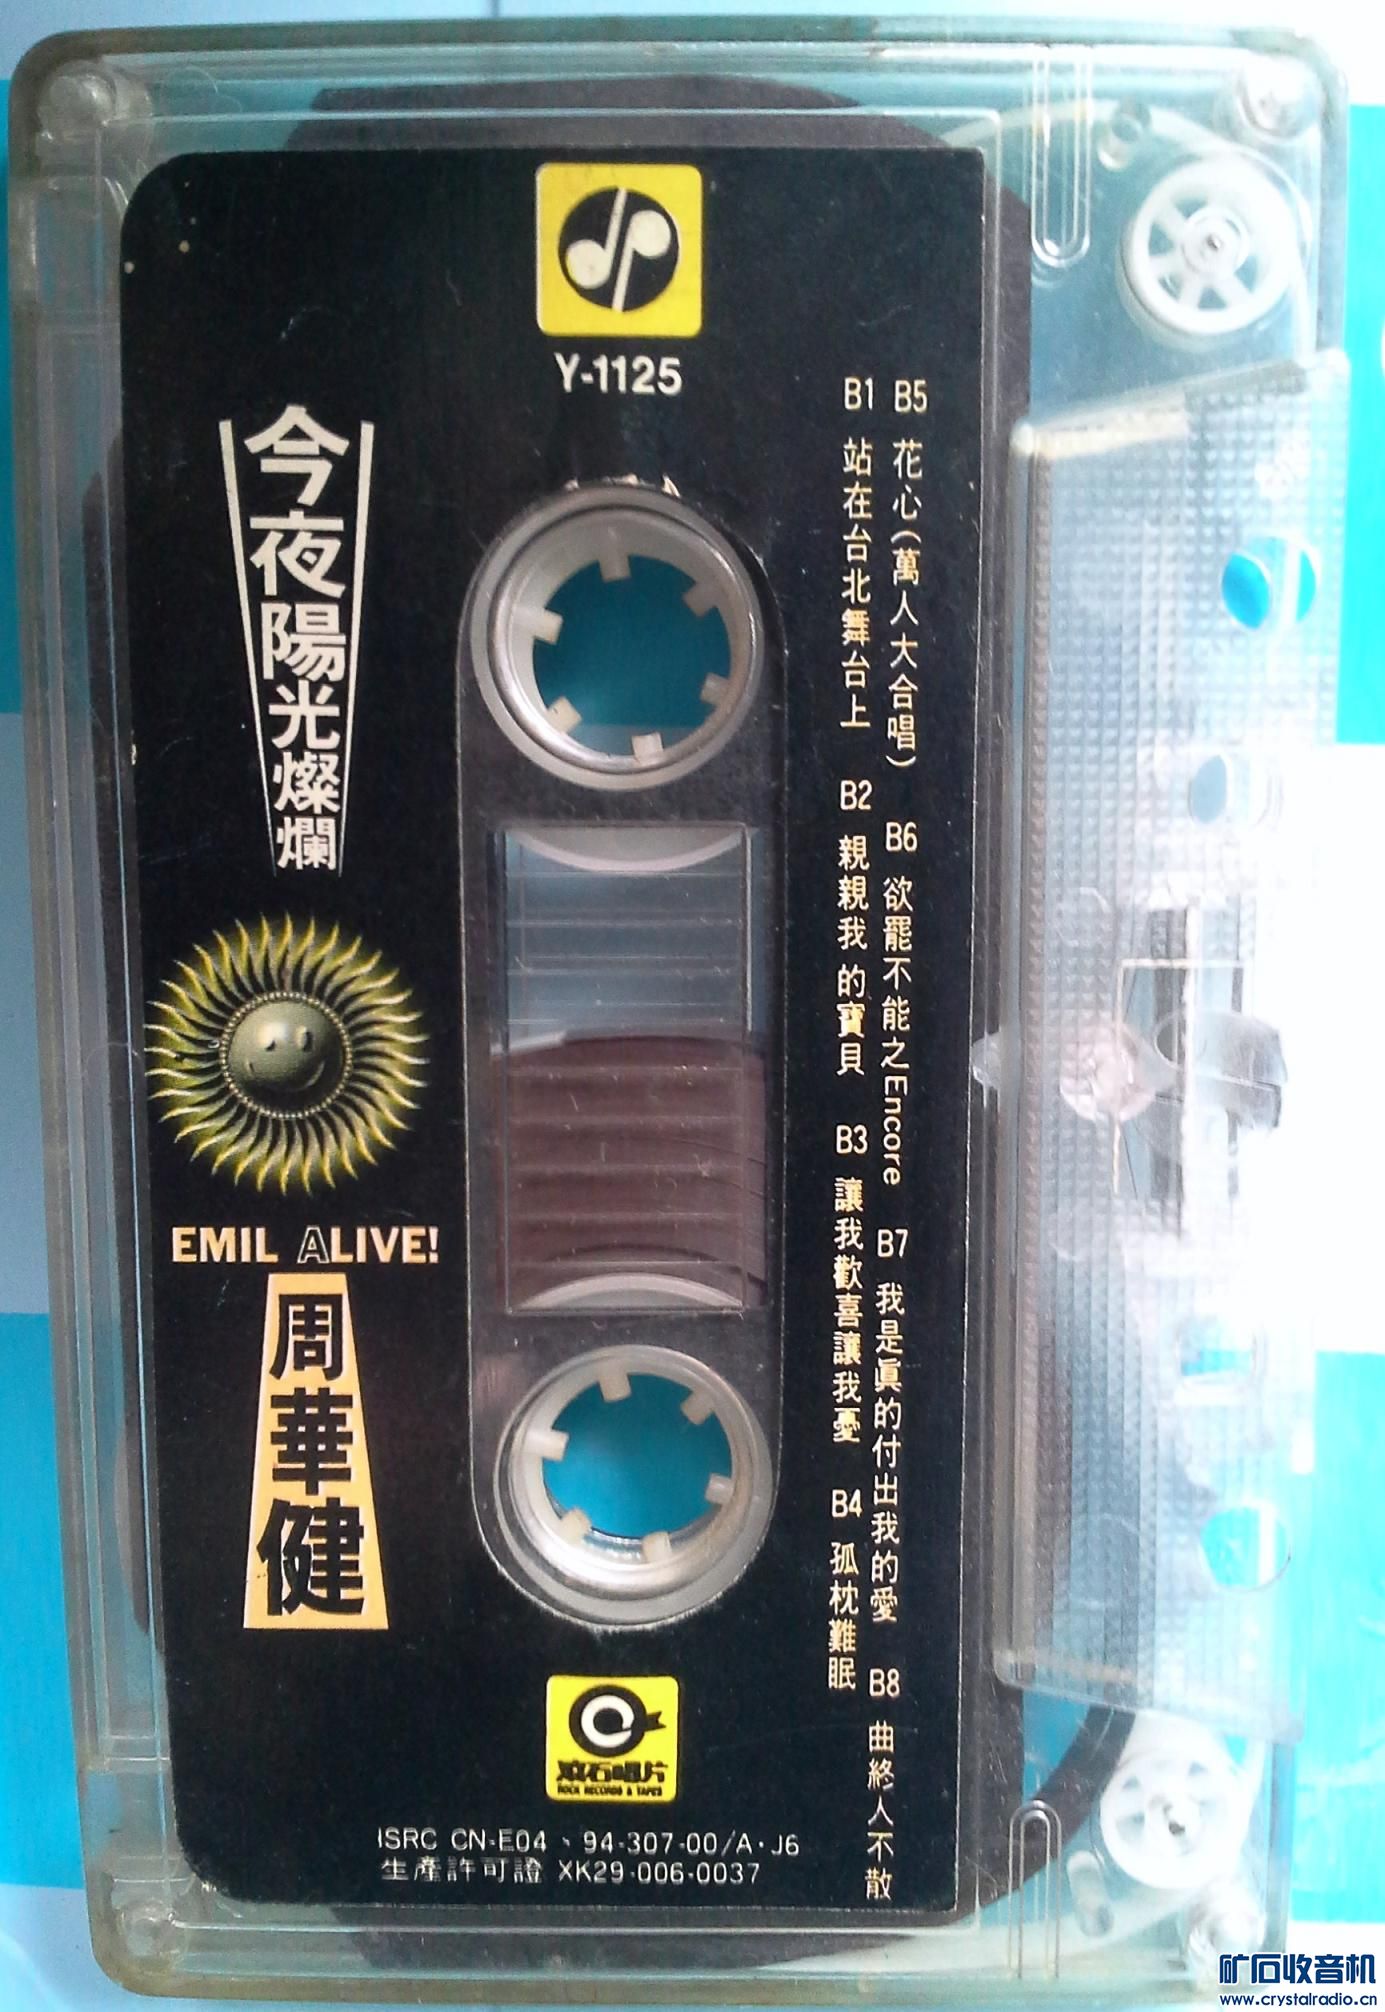 Y-1125
今夜陽光燦爛
EMIL ALIVE!
周華健
B1 站在台北舞台上 B2 親親我的寶貝 B3 讓我歡喜讓我憂 B4 孤枕難眠
B5 花心(萬人大合唱) B6 欲罷不能之Encore B7 我是眞的付出我的愛 B8 曲終人不散
滾石唱片
ROCK RECORDS & TAPES
ISRC CN-E04、94-307-00/A·J6
生產許可證 XK29-006-0037
矿石收音机
www.crystalradio.cn